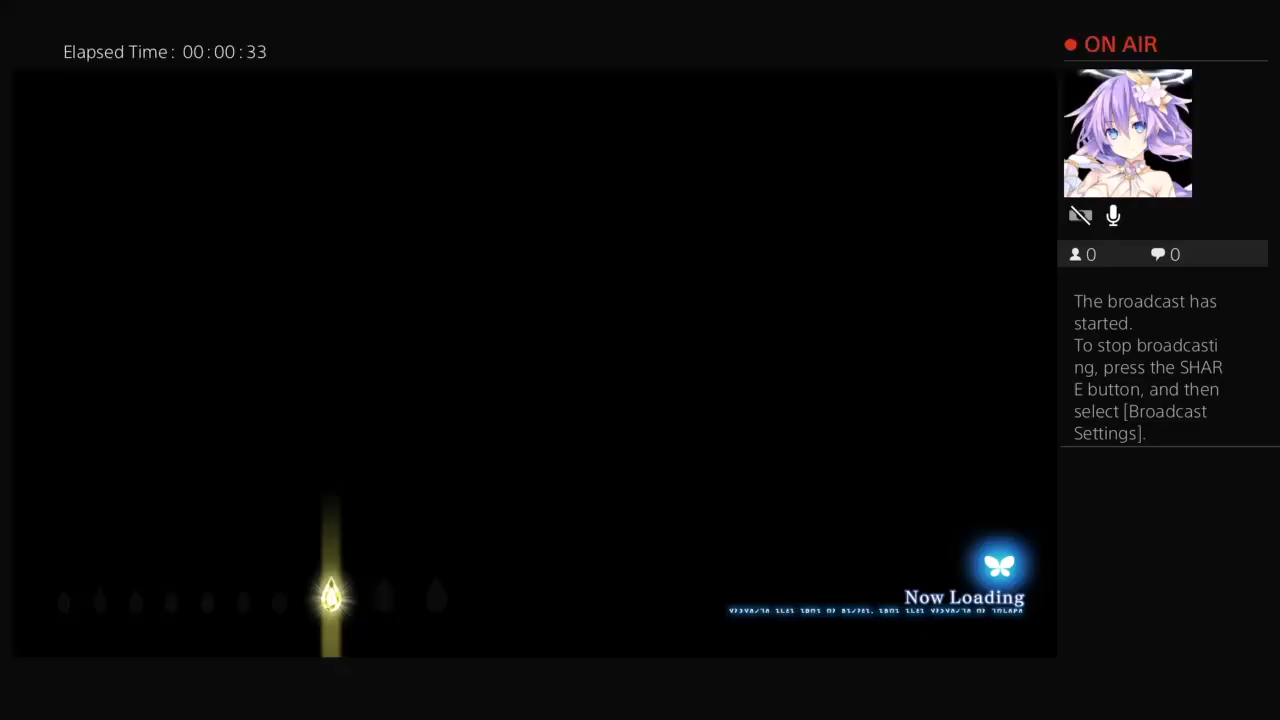 Elapsed Time: 00:00:33
ON AIR
0 0
The broadcast has
started.
To stop broadcasti
ng, press the SHAR
E button, and then
select [Broadcast
Settings].
Now Loading